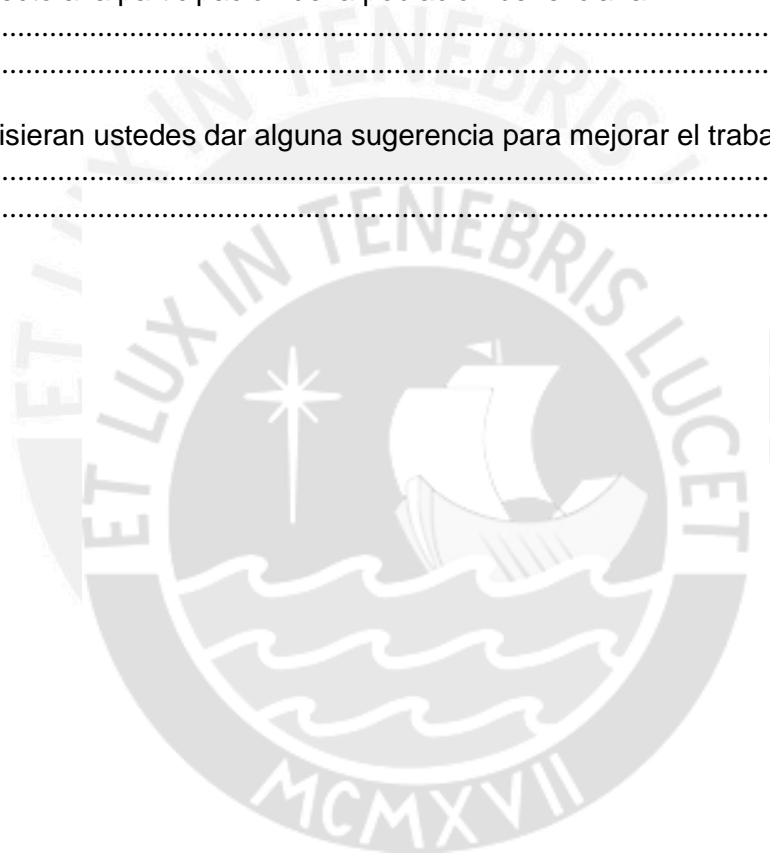 ....................................................................................................
....................................................................................................
isieran ustedes dar alguna sugerencia para mejorar el traba
....................................................................................................
....................................................................................................
ET LUX IN TENEBRIS LUCET
MCMXVII